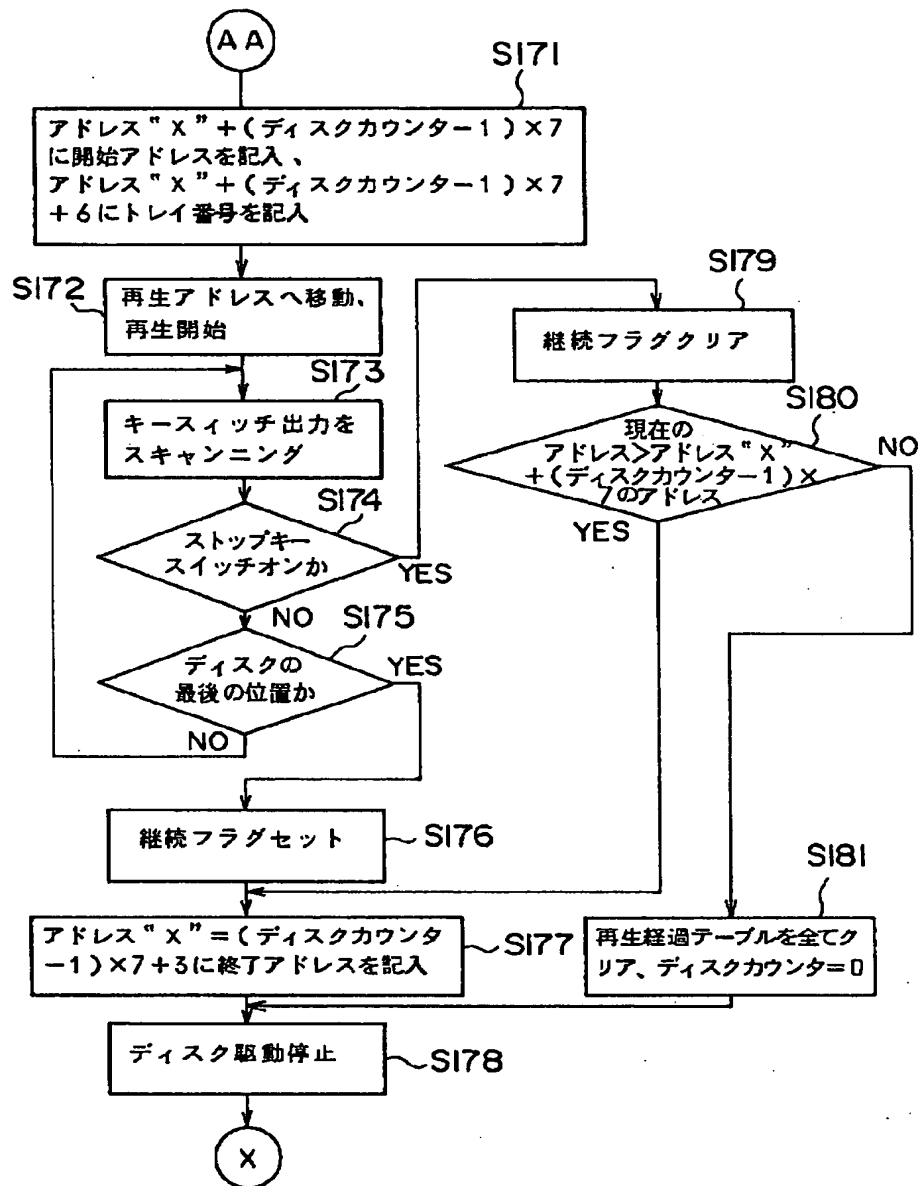 AA
S171
アドレス“X”+(ディスクカウンター1)×7
に開始アドレスを記入、
アドレス“X”+(ディスクカウンター1)×7
+6にトレイ番号を記入
S172
再生アドレスへ移動、
再生開始
S173
キースィッチ出力を
スキャンニング
S174
ストップキー
スイッチオンか
YES
NO
S175
ディスクの
最後の位置か
YES
NO
継続フラグセット
S176
アドレス“X”=(ディスクカウンタ
-1)×7+3に終了アドレスを記入
S177
ディスク駆動停止
S178
X
S179
継続フラグクリア
S180
現在の
アドレス>アドレス“X”
+(ディスクカウンター1)×
7のアドレス
NO
YES
S181
再生経過テーブルを全てク
リア、ディスクカウンタ=0